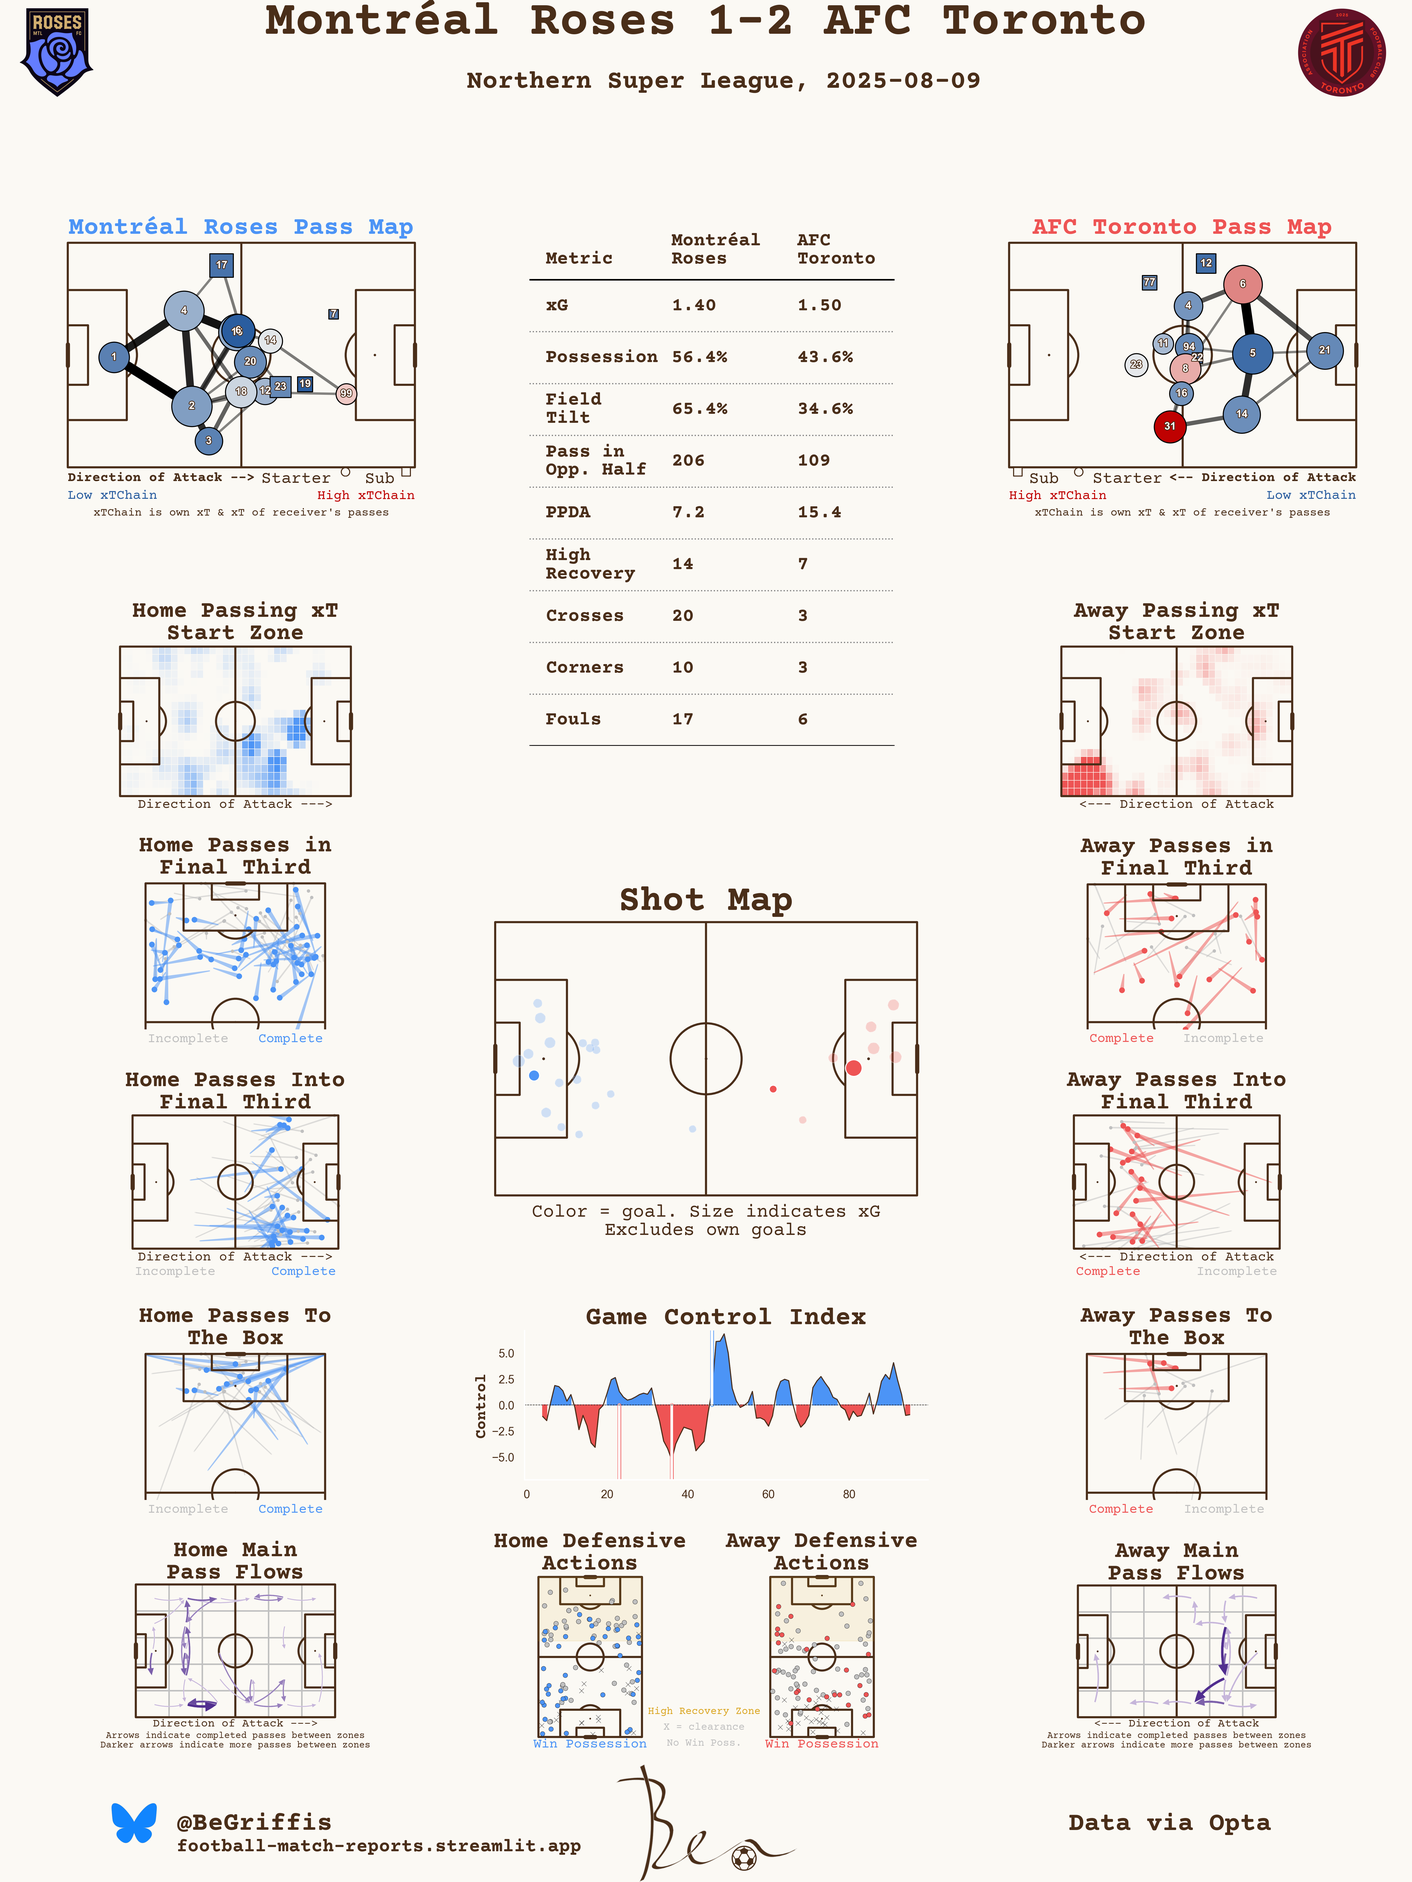 Montréal Roses 1-2 AFC Toronto
Northern Super League, 2025-08-09
ROSES
MTL FC
2022
ASSOCIATION FOOTBALL CLUB
TORONTO
Montréal Roses Pass Map
17
4
7
1
6
14
20
18
12
23
19
99
2
3
Direction of Attack --> Starter Sub
Low xTChain High xTChain
xTChain is own xT & xT of receiver's passes
Metric Montréal Roses AFC Toronto
xG 1.40 1.50
Possession 56.4% 43.6%
Field Tilt 65.4% 34.6%
Pass in Opp. Half 206 109
PPDA 7.2 15.4
High Recovery 14 7
Crosses 20 3
Corners 10 3
Fouls 17 6
AFC Toronto Pass Map
12
77
6
4
11
94
22
23
8
5
21
16
14
31
Sub Starter <-- Direction of Attack
High xTChain Low xTChain
xTChain is own xT & xT of receiver's passes
Home Passing xT
Start Zone
Direction of Attack --->
Away Passing xT
Start Zone
<--- Direction of Attack
Home Passes in
Final Third
Incomplete Complete
Away Passes in
Final Third
Complete Incomplete
Shot Map
Color = goal. Size indicates xG
Excludes own goals
Home Passes Into
Final Third
Direction of Attack --->
Incomplete Complete
Away Passes Into
Final Third
<--- Direction of Attack
Complete Incomplete
Home Passes To
The Box
Incomplete Complete
Game Control Index
Control
5.0
2.5
0.0
−2.5
−5.0
0 20 40 60 80
Away Passes To
The Box
Complete Incomplete
Home Main
Pass Flows
Direction of Attack --->
Arrows indicate completed passes between zones
Darker arrows indicate more passes between zones
Home Defensive
Actions
Win Possession
High Recovery Zone
X = clearance
No Win Poss.
Away Defensive
Actions
Win Possession
Away Main
Pass Flows
<--- Direction of Attack
Arrows indicate completed passes between zones
Darker arrows indicate more passes between zones
@BeGriffis
football-match-reports.streamlit.app
Ben
Data via Opta